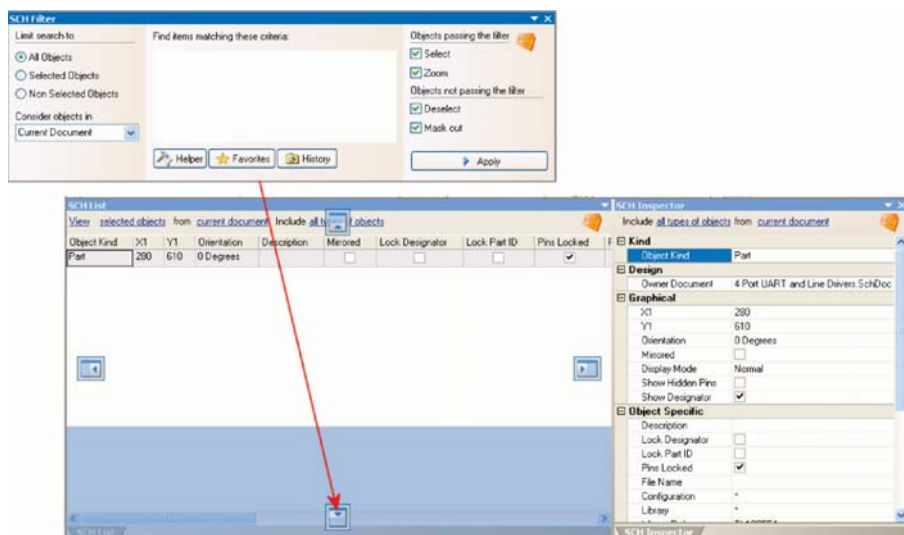 SCH Filter
Limit search to
All Objects
Selected Objects
Non Selected Objects
Consider objects in
Current Document
Find items matching these criteria:
Helper
Favorites
History
Objects passing the filter
Select
Zoom
Objects not passing the filter
Deselect
Mask out
Apply
SCH List
View selected objects from current document Include all types of objects
Object Kind X1 Y1 Orientation Description Mirrored Lock Designator Lock Part ID Pins Locked F
Part 280 610 0 Degrees
SCH List
SCH Inspector
Include all types of objects from current document
Kind
Object Kind Part
Design
Owner Document 4 Port UART and Line Drivers.SchDoc
Graphical
X1 280
Y1 610
Orientation 0 Degrees
Mirrored
Display Mode Normal
Show Hidden Pins
Show Designator
Object Specific
Description
Lock Designator
Lock Part ID
Pins Locked
File Name
Configuration *
Library *
SCH Inspector